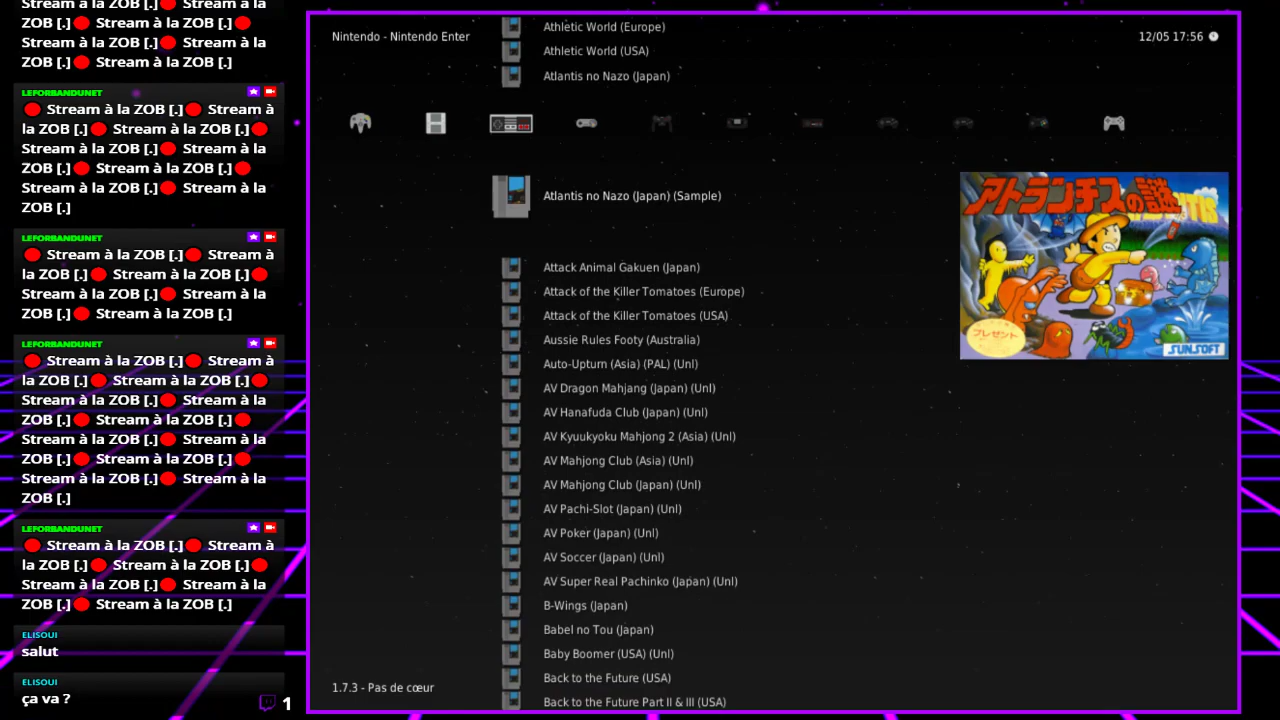 Stream à la ZOB [.]🔴 Stream à la
ZOB [.]🔴 Stream à la ZOB [.]🔴
Stream à la ZOB [.]🔴 Stream à la
ZOB [.]🔴 Stream à la ZOB [.]
LEFORBANDUNET
🔴 Stream à la ZOB [.]🔴 Stream à
la ZOB [.]🔴 Stream à la ZOB [.]🔴
Stream à la ZOB [.]🔴 Stream à la
ZOB [.]🔴 Stream à la ZOB [.]🔴
Stream à la ZOB [.]🔴 Stream à la
ZOB [.]
LEFORBANDUNET
🔴 Stream à la ZOB [.]🔴 Stream à
la ZOB [.]🔴 Stream à la ZOB [.]🔴
Stream à la ZOB [.]🔴 Stream à la
ZOB [.]🔴 Stream à la ZOB [.]
LEFORBANDUNET
🔴 Stream à la ZOB [.]🔴 Stream à
la ZOB [.]🔴 Stream à la ZOB [.]🔴
Stream à la ZOB [.]🔴 Stream à la
ZOB [.]🔴 Stream à la ZOB [.]🔴
Stream à la ZOB [.]🔴 Stream à la
ZOB [.]🔴 Stream à la ZOB [.]🔴
Stream à la ZOB [.]🔴 Stream à la
ZOB [.]
LEFORBANDUNET
🔴 Stream à la ZOB [.]🔴 Stream à
la ZOB [.]🔴 Stream à la ZOB [.]🔴
Stream à la ZOB [.]🔴 Stream à la
ZOB [.]🔴 Stream à la ZOB [.]
ELISOUI
salut
ELISOUI
ça va ?
1
Nintendo - Nintendo Enter
12/05 17:56
Athletic World (Europe)
Athletic World (USA)
Atlantis no Nazo (Japan)
Atlantis no Nazo (Japan) (Sample)
Attack Animal Gakuen (Japan)
Attack of the Killer Tomatoes (Europe)
Attack of the Killer Tomatoes (USA)
Aussie Rules Footy (Australia)
Auto-Upturn (Asia) (PAL) (Unl)
AV Dragon Mahjang (Japan) (Unl)
AV Hanafuda Club (Japan) (Unl)
AV Kyuukyoku Mahjong 2 (Asia) (Unl)
AV Mahjong Club (Asia) (Unl)
AV Mahjong Club (Japan) (Unl)
AV Pachi-Slot (Japan) (Unl)
AV Poker (Japan) (Unl)
AV Soccer (Japan) (Unl)
AV Super Real Pachinko (Japan) (Unl)
B-Wings (Japan)
Babel no Tou (Japan)
Baby Boomer (USA) (Unl)
Back to the Future (USA)
Back to the Future Part II & III (USA)
1.7.3 - Pas de cœur
アトランチスの謎
プレゼント
SUNSOFT